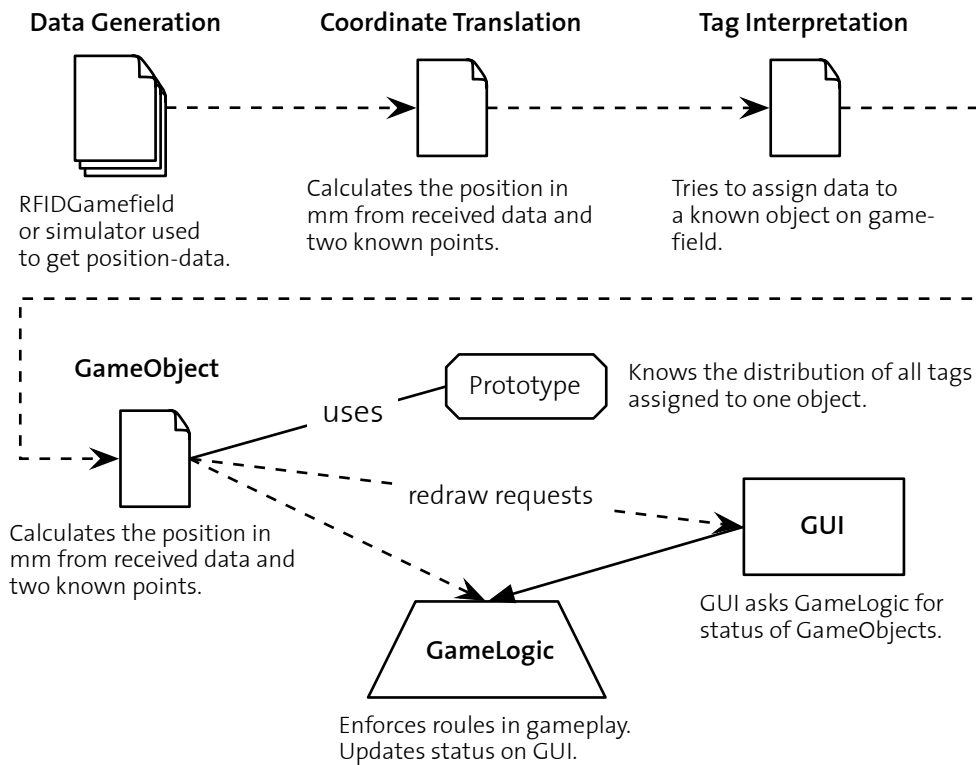 Data Generation
Coordinate Translation
Tag Interpretation
RFIDGamefield
or simulator used
to get position-data.
Calculates the position in
mm from received data and
two known points.
Tries to assign data to
a known object on game-
field.
GameObject
Prototype
Knows the distribution of all tags
assigned to one object.
uses
redraw requests
GUI
Calculates the position in
mm from received data and
two known points.
GUI asks GameLogic for
status of GameObjects.
GameLogic
Enforces roules in gameplay.
Updates status on GUI.